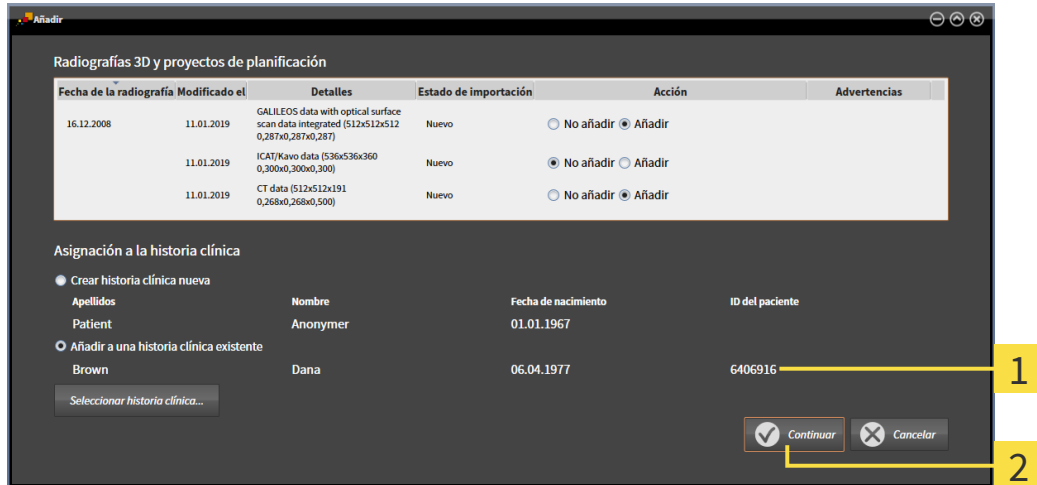 Añadir
Radiografías 3D y proyectos de planificación
Fecha de la radiografía Modificado el Detalles Estado de importación Acción Advertencias
GALILEOS data with optical surface
16.12.2008 11.01.2019 scan data integrated (512x512x512 Nuevo No añadir Añadir
0,287x0,287x0,287)
11.01.2019 ICAT/Kavo data (536x536x360 Nuevo No añadir Añadir
0,300x0,300x0,300)
11.01.2019 CT data (512x512x191 Nuevo No añadir Añadir
0,268x0,268x0,500)
Asignación a la historia clínica
Crear historia clínica nueva
Apellidos Nombre Fecha de nacimiento ID del paciente
Patient Anonymer 01.01.1967
Añadir a una historia clínica existente
Brown Dana 06.04.1977 6406916 1
Seleccionar historia clínica...
Continuar Cancelar
2